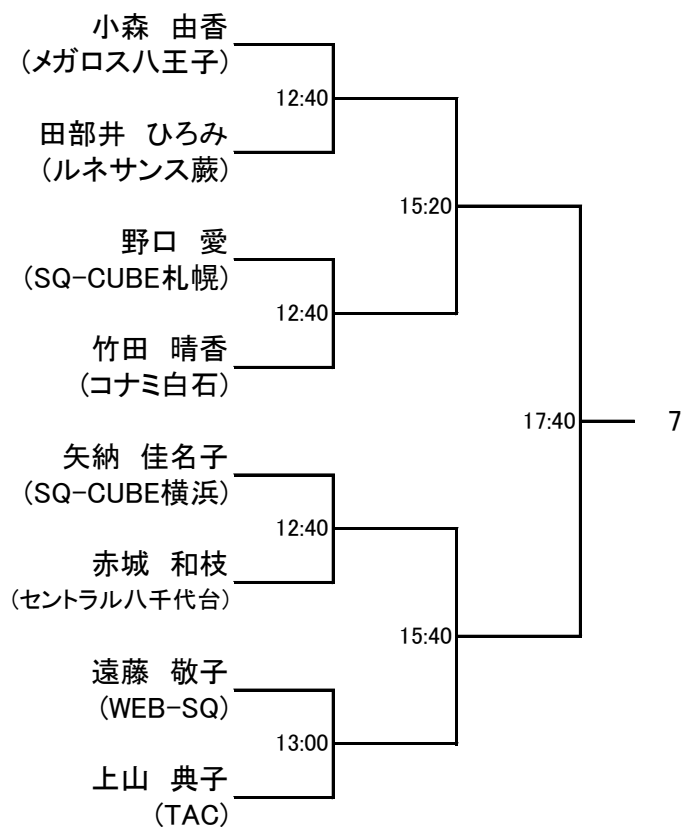 小森　由香
(メガロス八王子)
12:40
田部井　ひろみ
(ルネサンス蕨)
15:20
野口　愛
(SQ-CUBE札幌)
12:40
竹田　晴香
(コナミ白石)
17:40
7
矢納　佳名子
(SQ-CUBE横浜)
12:40
赤城　和枝
(セントラル八千代台)
15:40
遠藤　敬子
(WEB-SQ)
13:00
上山　典子
(TAC)